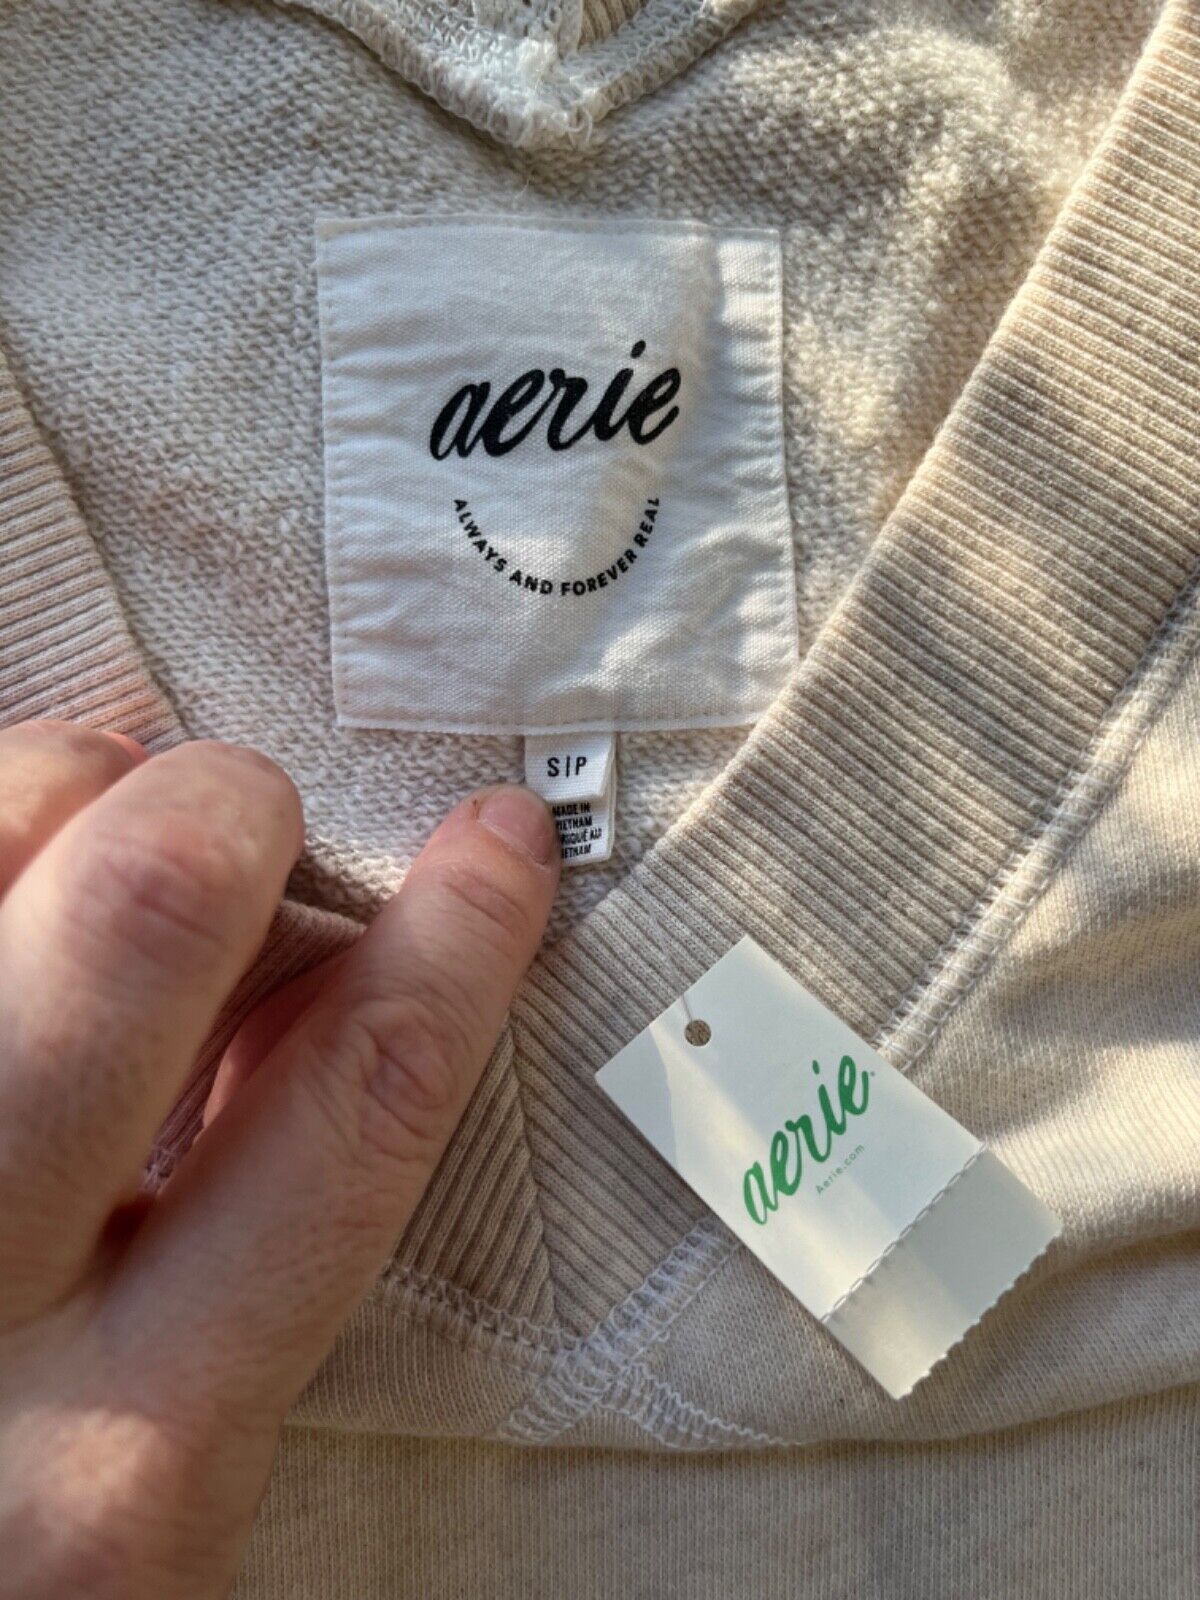 aerie
ALWAYS AND FOREVER REAL
S|P
MADE IN
aerie®
Aerie.com